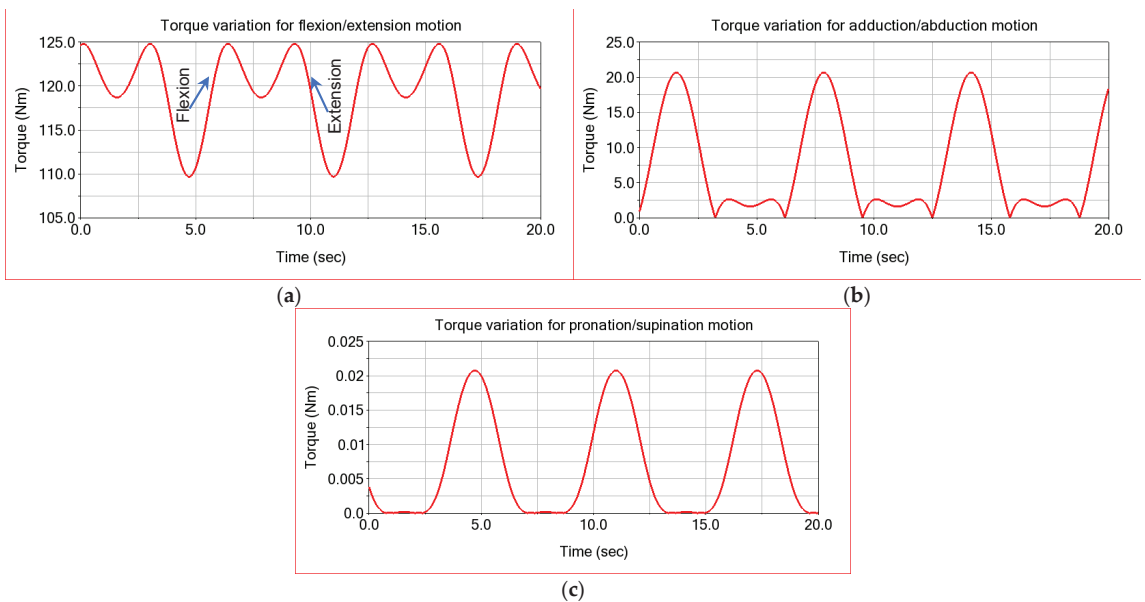 Torque variation for flexion/extension motion
125.0
120.0
115.0
110.0
105.0
Torque (Nm)
Flexion
Extension
0.0 5.0 10.0 15.0 20.0
Time (sec)
(a)
Torque variation for adduction/abduction motion
25.0
20.0
15.0
10.0
5.0
0.0
Torque (Nm)
0.0 5.0 10.0 15.0 20.0
Time (sec)
(b)
Torque variation for pronation/supination motion
0.025
0.02
0.015
0.01
0.005
0.0
Torque (Nm)
0.0 5.0 10.0 15.0 20.0
Time (sec)
(c)